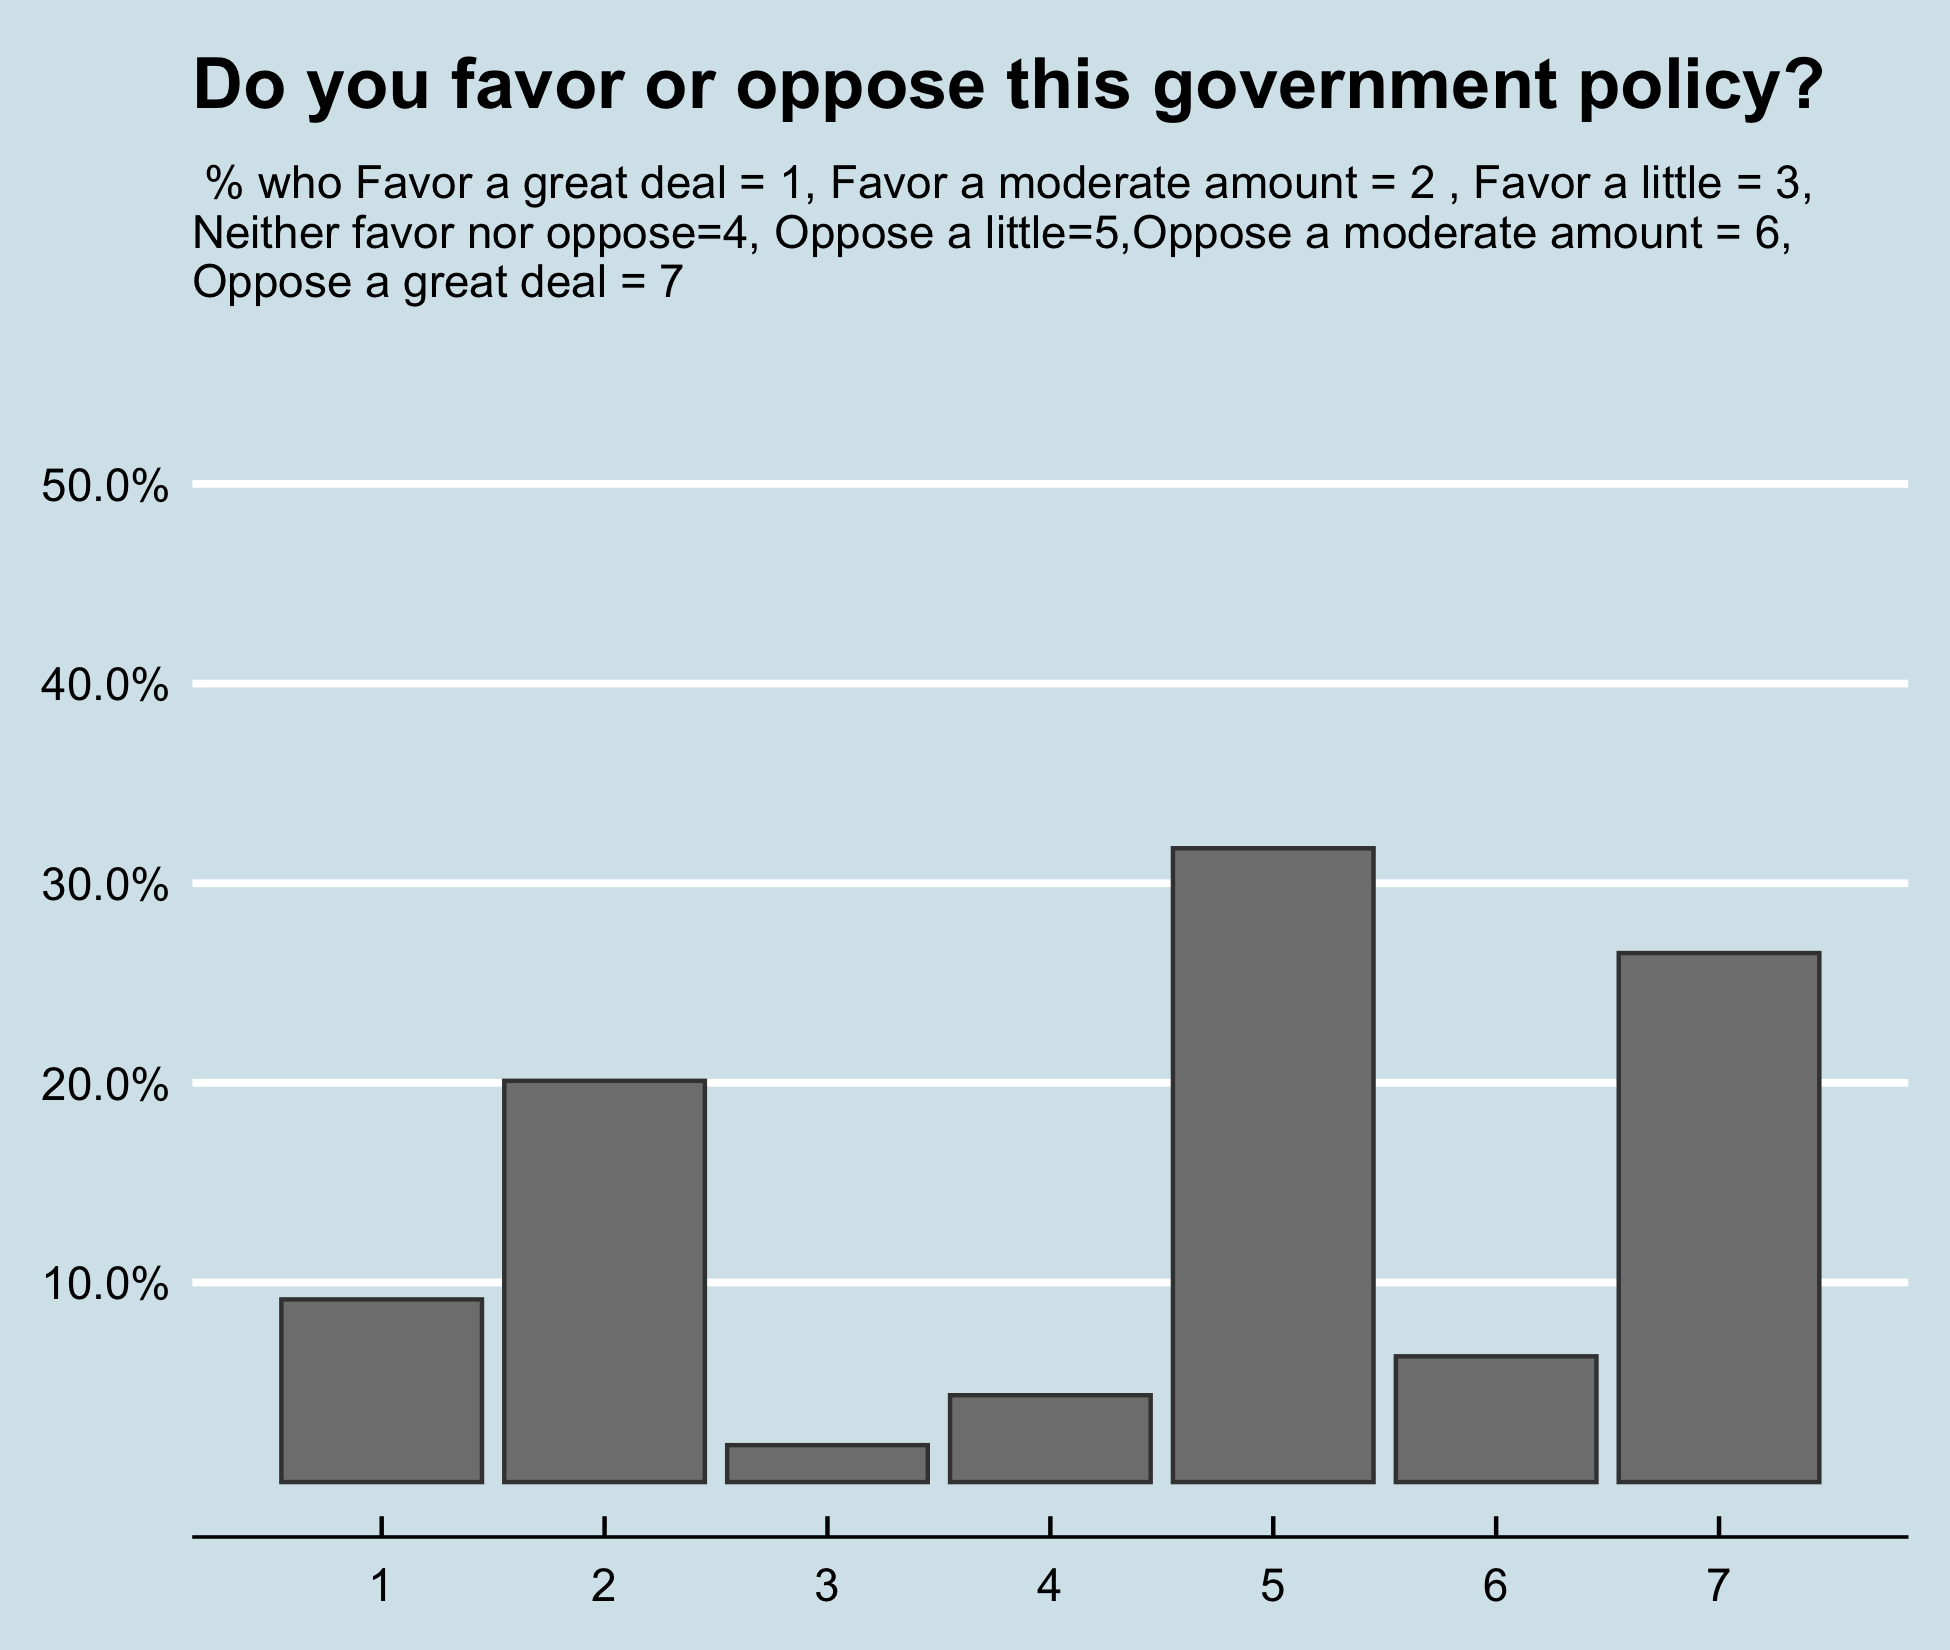 Do you favor or oppose this government policy?
% who Favor a great deal = 1, Favor a moderate amount = 2 , Favor a little = 3,
Neither favor nor oppose=4, Oppose a little=5,Oppose a moderate amount = 6,
Oppose a great deal = 7
50.0%
40.0%
30.0%
20.0%
10.0%
1 2 3 4 5 6 7